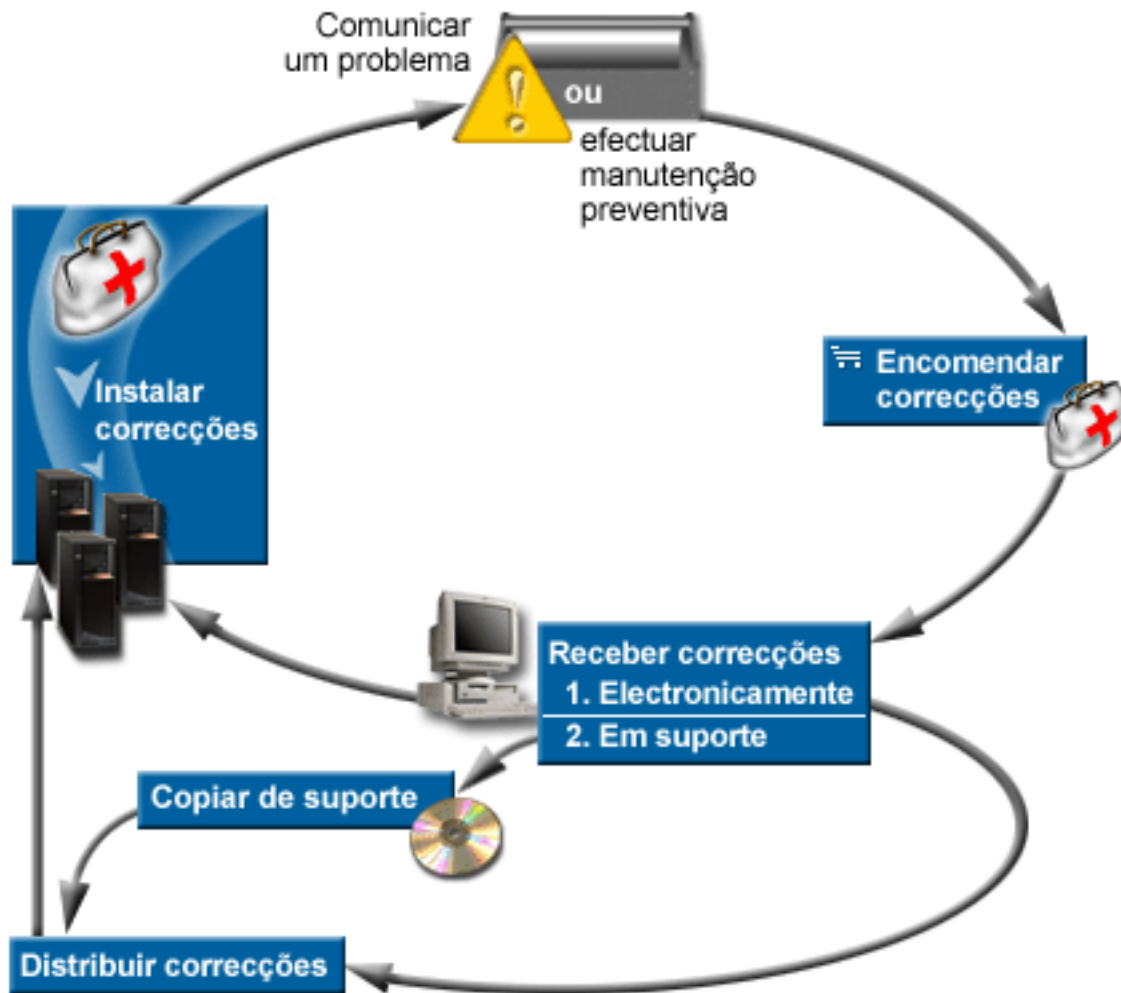 Comunicar
um problema
ou
efectuar
manutenção
preventiva
Encomendar
correcções
Instalar
correcções
Receber correcções
1. Electronicamente
2. Em suporte
Copiar de suporte
Distribuir correcções